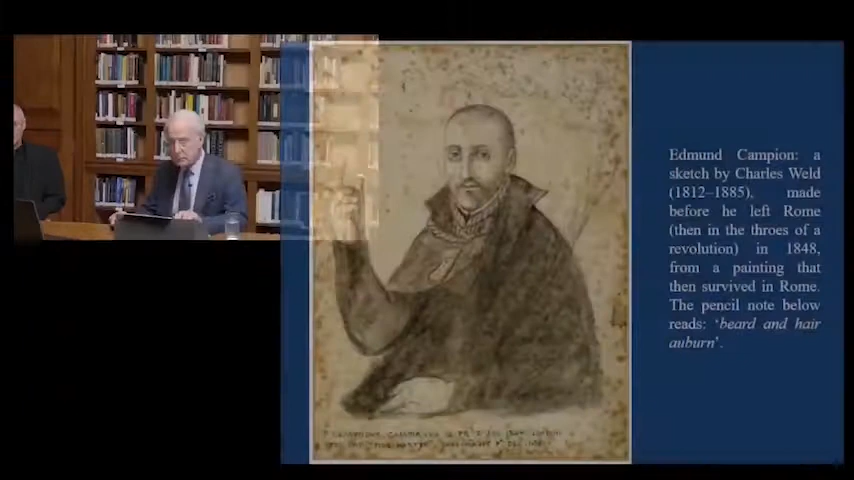 Edmund Campion: a
sketch by Charles Weld
(1812–1885), made
before he left Rome
(then in the throes of a
revolution) in 1848,
from a painting that
then survived in Rome.
The pencil note below
reads: ‘beard and hair
auburn’.